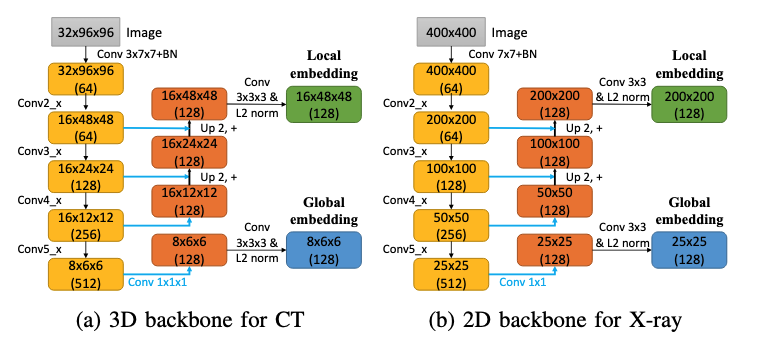 32x96x96
Image
Conv 3x7x7+BN
32x96x96
(64)
Conv2_x
16x48x48
(64)
Conv3_x
16x24x24
(128)
Conv4_x
16x12x12
(256)
Conv5_x
8x6x6
(512)
Conv 1x1x1
16x48x48
(128)
Up 2, +
16x24x24
(128)
Up 2, +
16x12x12
(128)
8x6x6
(128)
Conv
3x3x3 &
L2 norm
Local
embedding
16x48x48
(128)
Conv
3x3x3 &
L2 norm
Global
embedding
8x6x6
(128)
(a) 3D backbone for CT
400x400
Image
Conv 7x7+BN
400x400
(64)
Conv2_x
200x200
(64)
Conv3_x
100x100
(128)
Conv4_x
50x50
(256)
Conv5_x
25x25
(512)
Conv 1x1
200x200
(128)
Up 2, +
100x100
(128)
Up 2, +
50x50
(128)
25x25
(128)
Conv 3x3
& L2 norm
Local
embedding
200x200
(128)
Conv 3x3
& L2 norm
Global
embedding
25x25
(128)
(b) 2D backbone for X-ray